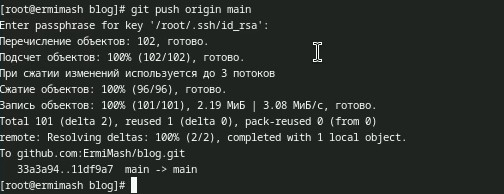 [root@ermimash blog]# git push origin main
Enter passphrase for key '/root/.ssh/id_rsa':
Перечисление объектов: 102, готово.
Подсчет объектов: 100% (102/102), готово.
При сжатии изменений используется до 3 потоков
Сжатие объектов: 100% (96/96), готово.
Запись объектов: 100% (101/101), 2.19 МиБ | 3.08 МиБ/с, готово.
Total 101 (delta 2), reused 1 (delta 0), pack-reused 0 (from 0)
remote: Resolving deltas: 100% (2/2), completed with 1 local object.
To github.com:ErmiMash/blog.git
   33a3a94..11df9a7  main -> main
[root@ermimash blog]#